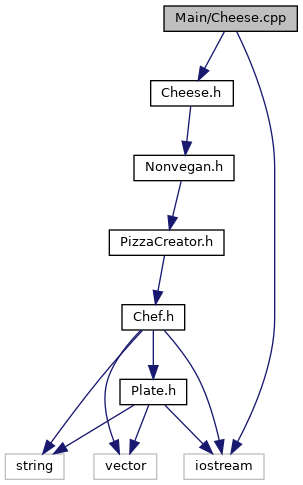 Main/Cheese.cpp
Cheese.h
Nonvegan.h
PizzaCreator.h
Chef.h
Plate.h
string
vector
iostream